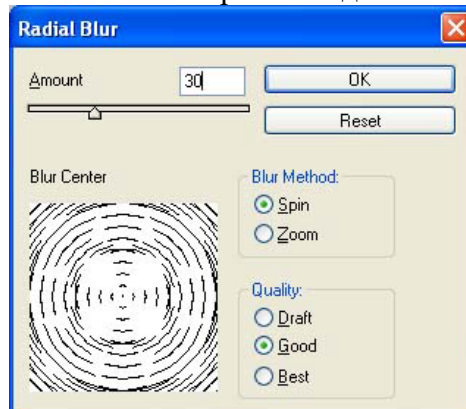 Radial Blur
Amount
30
OK
Reset
Blur Center
Blur Method:
Spin
Zoom
Quality:
Draft
Good
Best